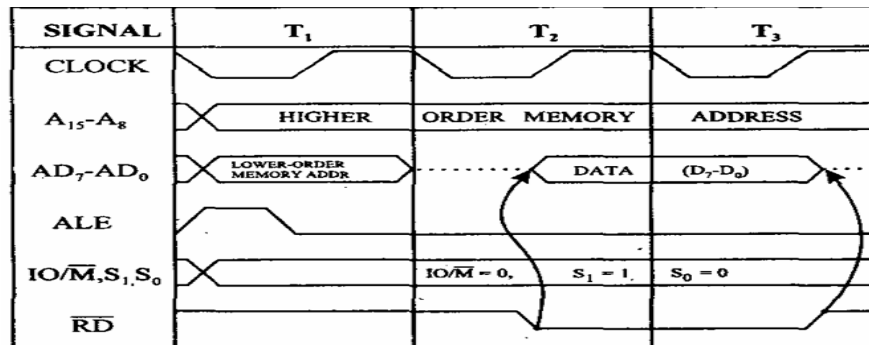 SIGNAL T₁ T₂ T₃
CLOCK
A₁₅-A₈ HIGHER ORDER MEMORY ADDRESS
AD₇-AD₀ LOWER-ORDER MEMORY ADDR DATA (D₇-D₀)
ALE
IO/M̅,S₁,S₀ IO/M̅ = 0, S₁ = 1, S₀ = 0
R̅D̅